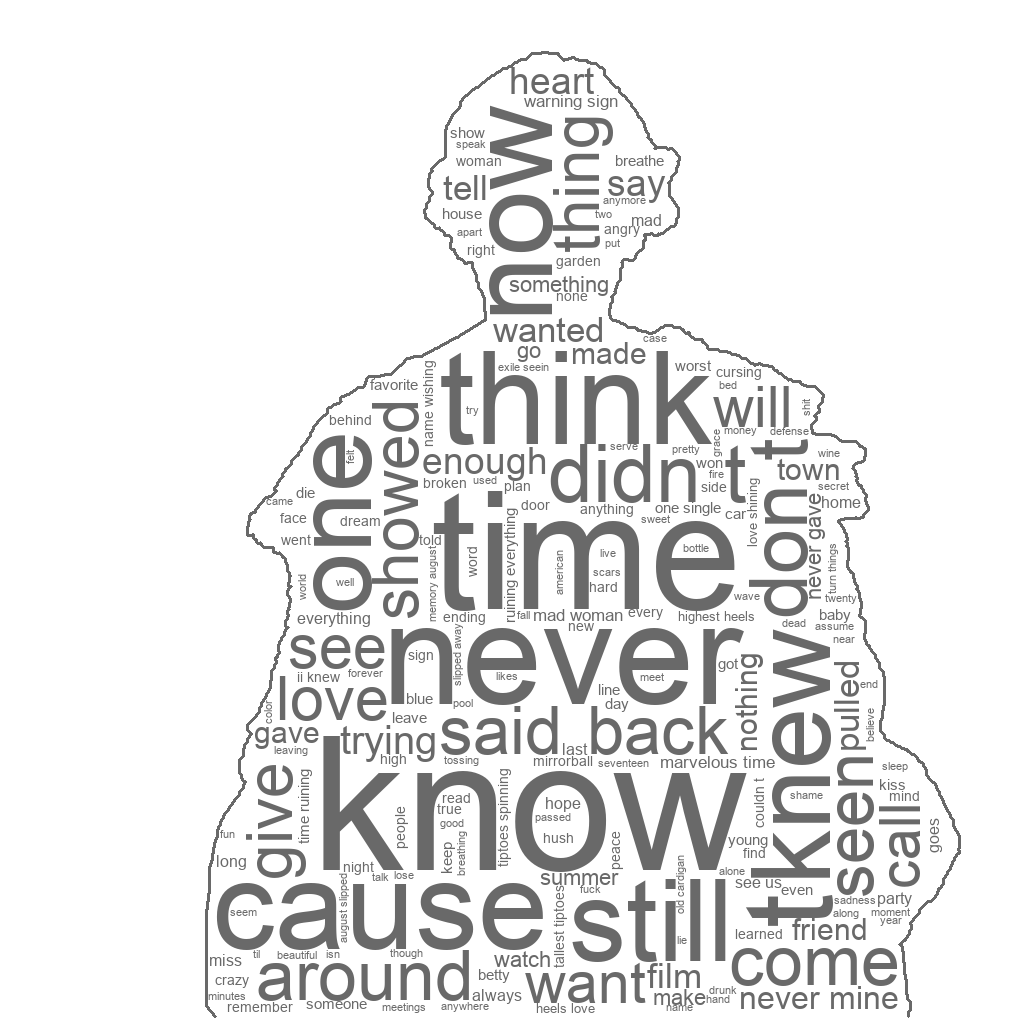 heart
warning sign
now
thing
show
speak
woman
breathe
tell
say
anymore
house
two
mad
apart
angry
right
put
garden
something
none
wanted
case
go
made
exile seein
worst
cursing
favorite
name wishing
think
bed
will
shit
try
behind
showed
money
defense
one
felt
enough
serve
pretty
grace
didn t
won
fire
don t
town
wine
broken
used
plan
side
secret
die
came
door
anything
one single
car
love shining
home
face
dream
sweet
never gave
went
told
time
ruining everything
word
memory august
american
live
bottle
scars
hard
turn things
world
well
wave
twenty
everything
ending
fall
mad woman
every
highest heels
baby
new
dead
assume
near
see
never
sign
slipped away
got
ii knew
forever
likes
meet
nothing
knew
t
pulled
end
love
color
blue
pool
line
day
leave
believe
gave
leaving
trying
said
back
last
high
tossing
mirrorball
seventeen
marvelous time
sleep
give
time ruining
know
couldn t
seen
kiss
mind
shame
call
goes
read
true
people
tiptoes spinning
hope
passed
good
hush
peace
keep
breathing
fun
young
find
long
night
talk
lose
summer
alone
see us
even
fuck
old cardigan
cause
still
sadness
party
along
moment
year
seem
august slipped
tallest tiptoes
lie
learned
friend
miss
til
beautiful
isn
though
watch
come
crazy
around
betty
want
film
minutes
always
make
drunk
hand
never mine
remember
someone
meetings
anywhere
heels love
name